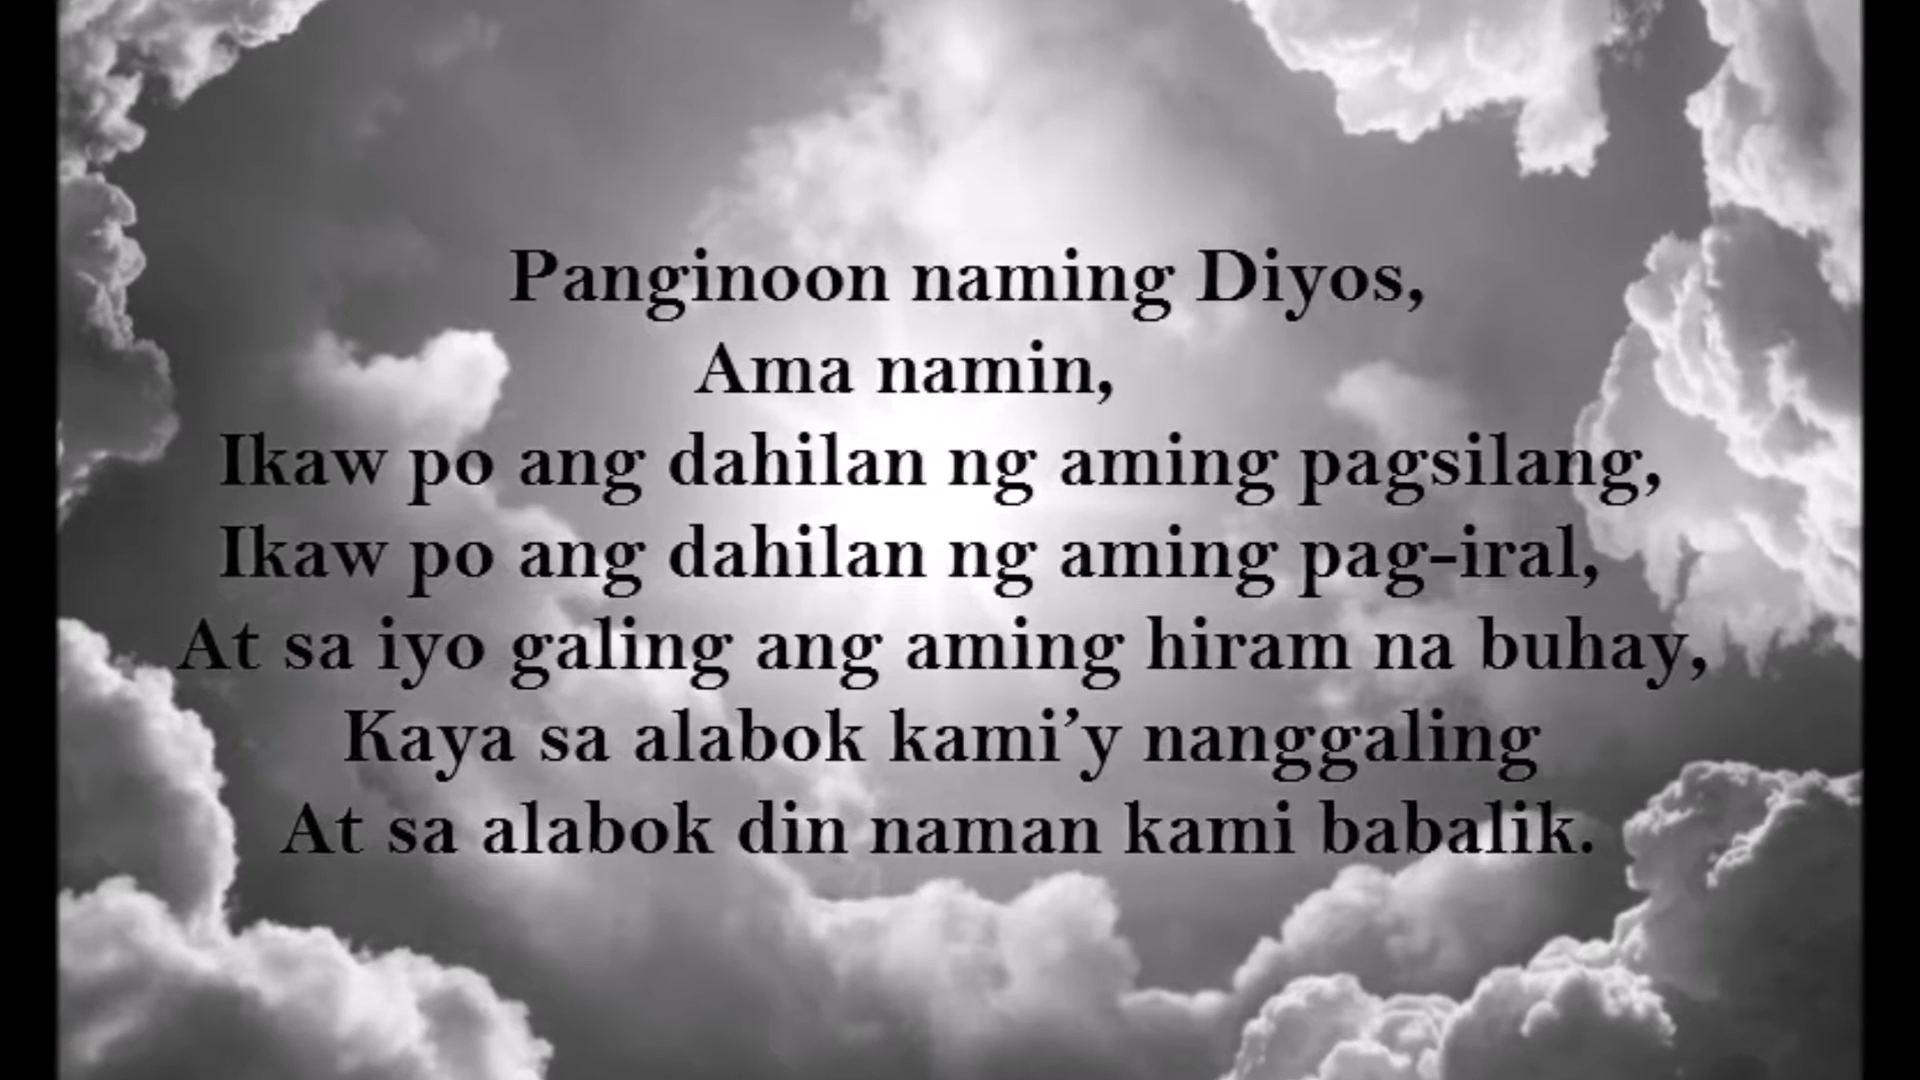 Panginoon naming Diyos,
Ama namin,
Ikaw po ang dahilan ng aming pagsilang,
Ikaw po ang dahilan ng aming pag-iral,
At sa iyo galing ang aming hiram na buhay,
Kaya sa alabok kami’y nanggaling
At sa alabok din naman kami babalik.